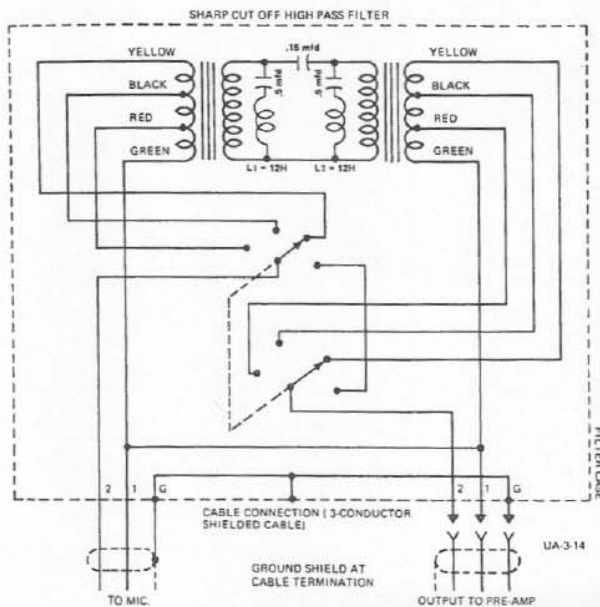 SHARP CUT OFF HIGH PASS FILTER
YELLOW
.15 mfd
YELLOW
BLACK
.5 mfd
.5 mfd
BLACK
RED
RED
GREEN
L1 = 12H
L2 = 12H
GREEN
FILTER CASE
2
1
G
CABLE CONNECTION ( 3-CONDUCTOR
SHIELDED CABLE)
2
1
G
UA-3-14
GROUND SHIELD AT
CABLE TERMINATION
TO MIC.
OUTPUT TO PRE-AMP